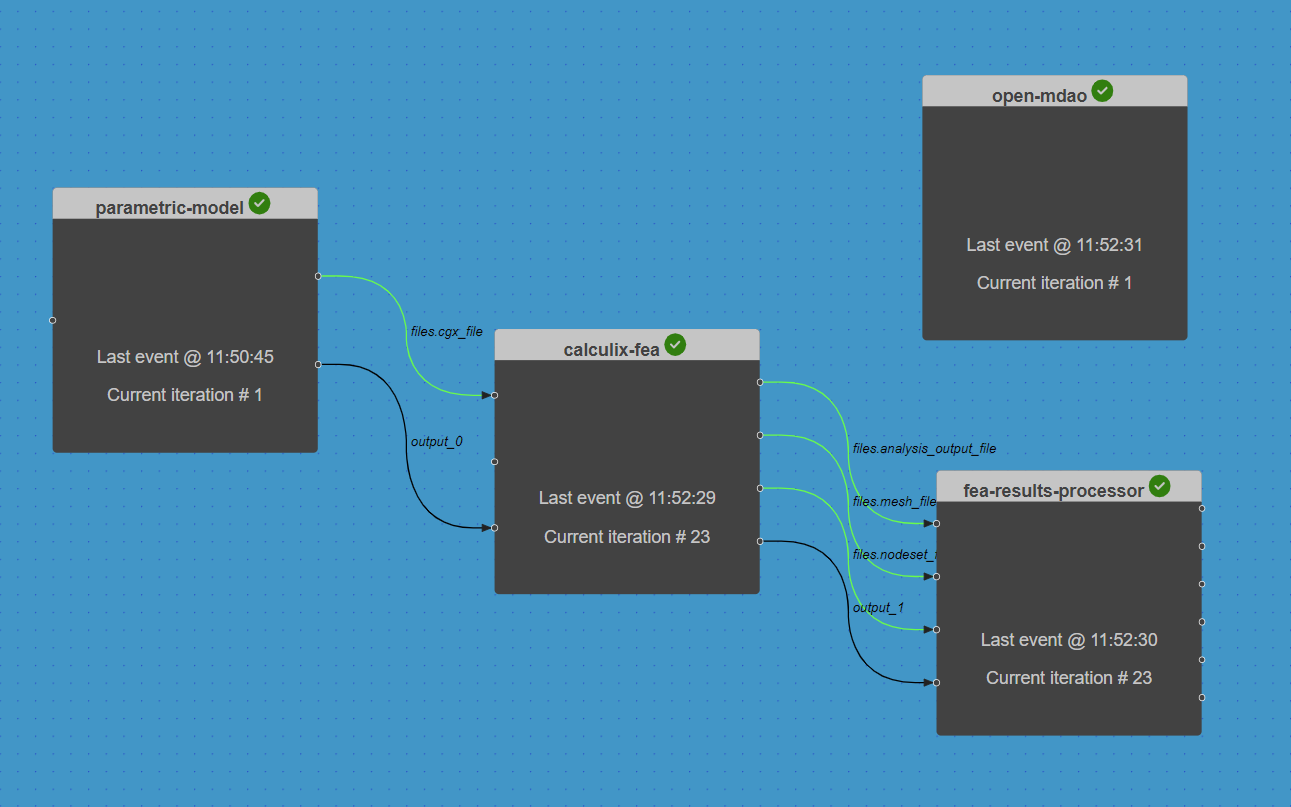 open-mdao
Last event @ 11:52:31
Current iteration # 1
parametric-model
Last event @ 11:50:45
Current iteration # 1
files.cgx_file
output_0
calculix-fea
Last event @ 11:52:29
Current iteration # 23
files.analysis_output_file
files.mesh_file
files.nodeset_
output_1
fea-results-processor
Last event @ 11:52:30
Current iteration # 23